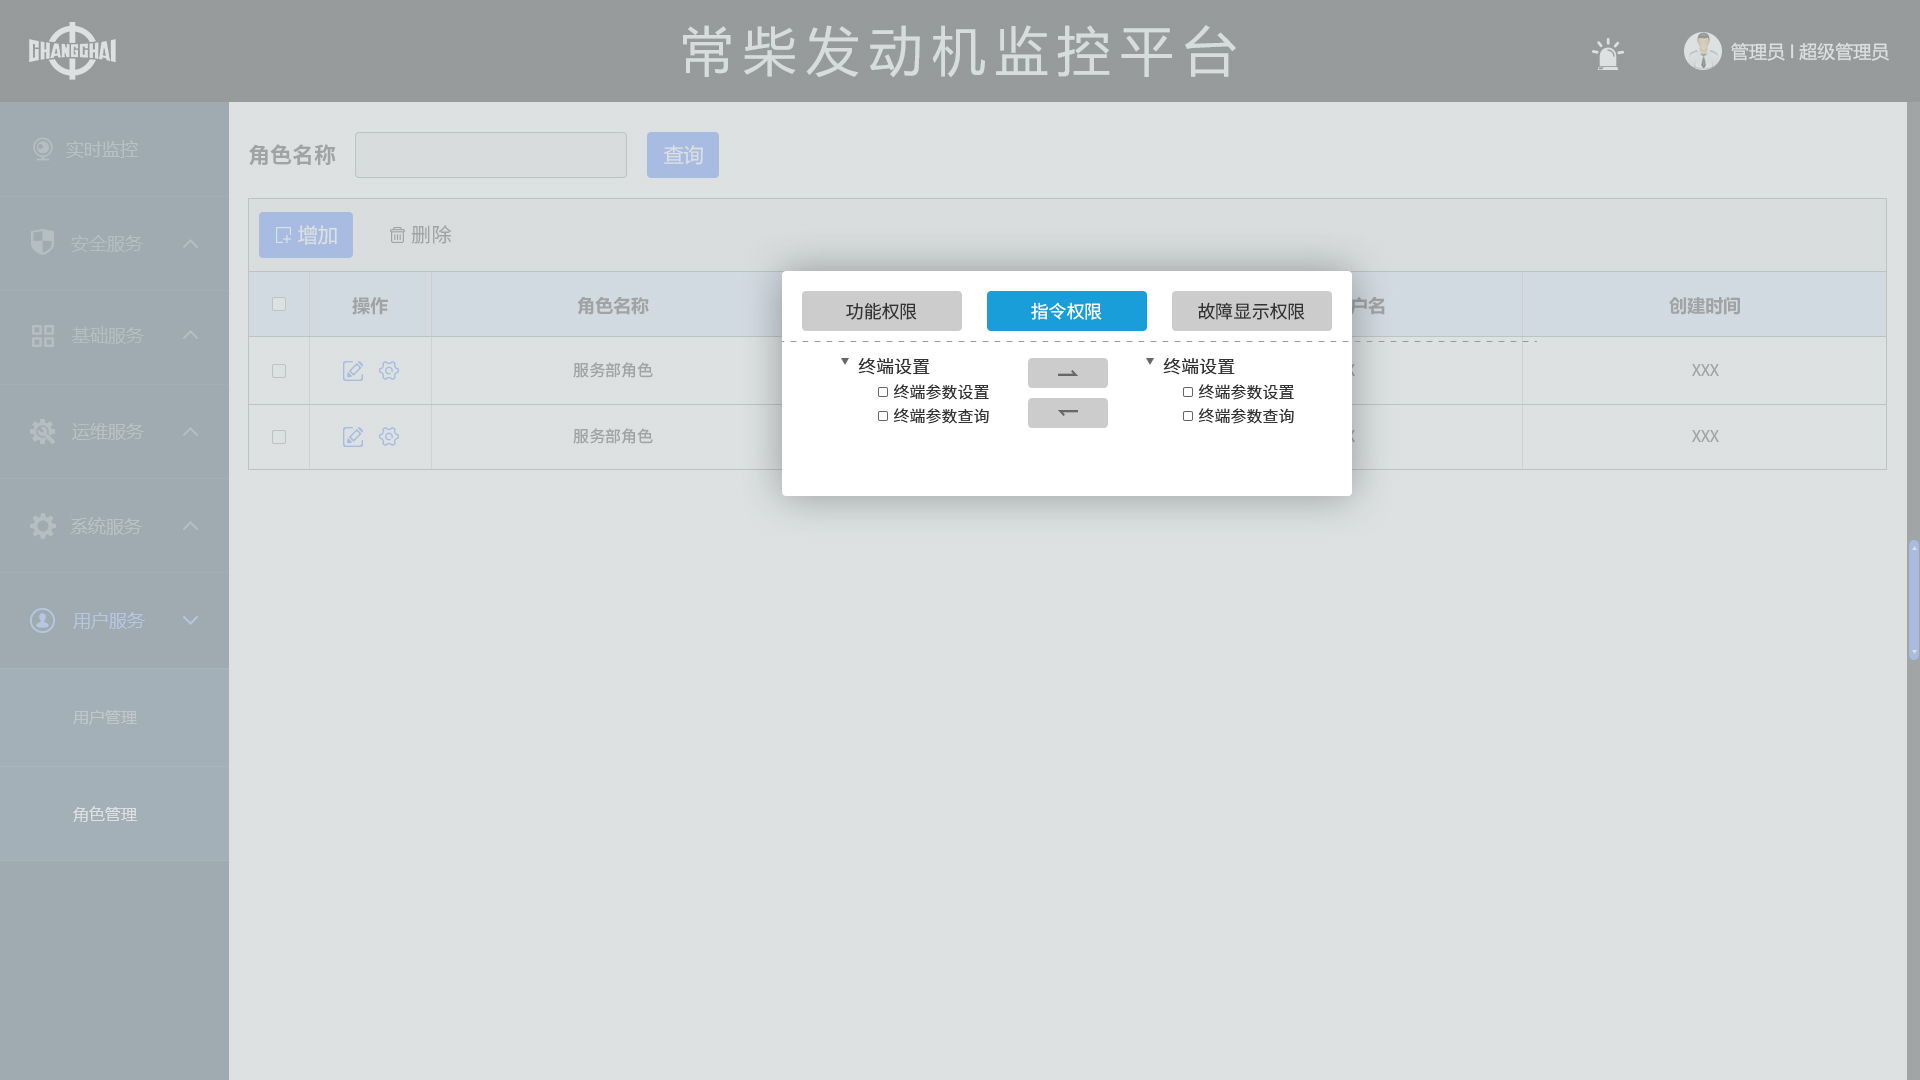 CHANGCHAI
常柴发动机监控平台
管理员 | 超级管理员
实时监控
安全服务
基础服务
运维服务
系统服务
用户服务
用户管理
角色管理
角色名称
查询
增加
删除
操作
角色名称
户名
创建时间
服务部角色
X
XXX
服务部角色
X
XXX
功能权限
指令权限
故障显示权限
终端设置
终端参数设置
终端参数查询
终端设置
终端参数设置
终端参数查询